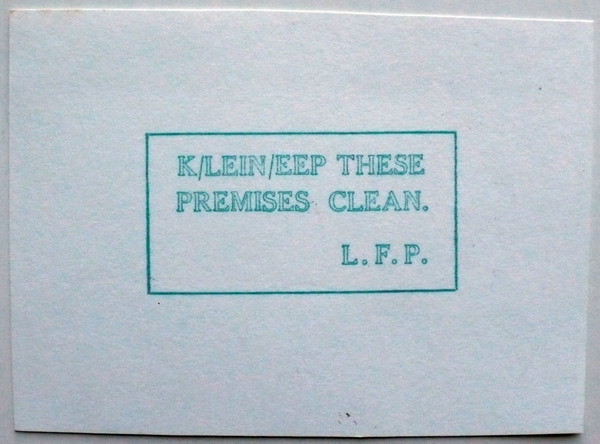 K/LEIN/EEP THESE
PREMISES CLEAN.
L.F.P.